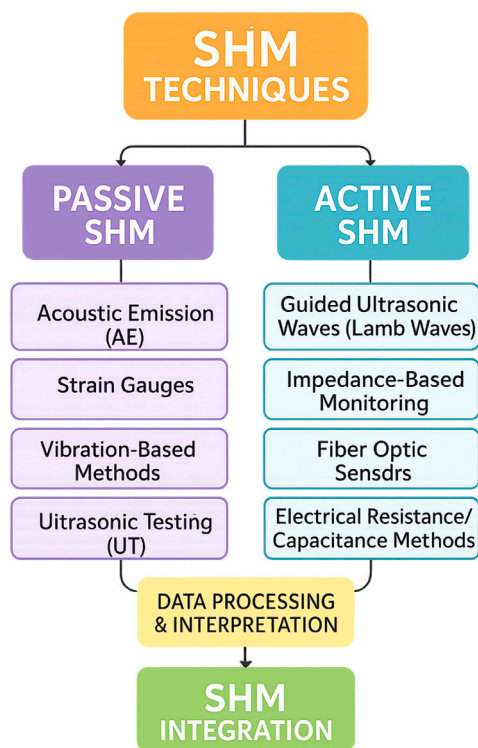 SHM
TECHNIQUES
PASSIVE
SHM
Acoustic Emission
(AE)
Strain Gauges
Vibration-Based
Methods
Uitrasonic Testing
(UT)
ACTIVE
SHM
Guided Ultrasonic
Waves (Lamb Waves)
Impedance-Based
Monitoring
Fiber Optic
Sensdrs
Electrical Resistance/
Capacitance Methods
DATA PROCESSING
& INTERPRETATION
SHM
INTEGRATION